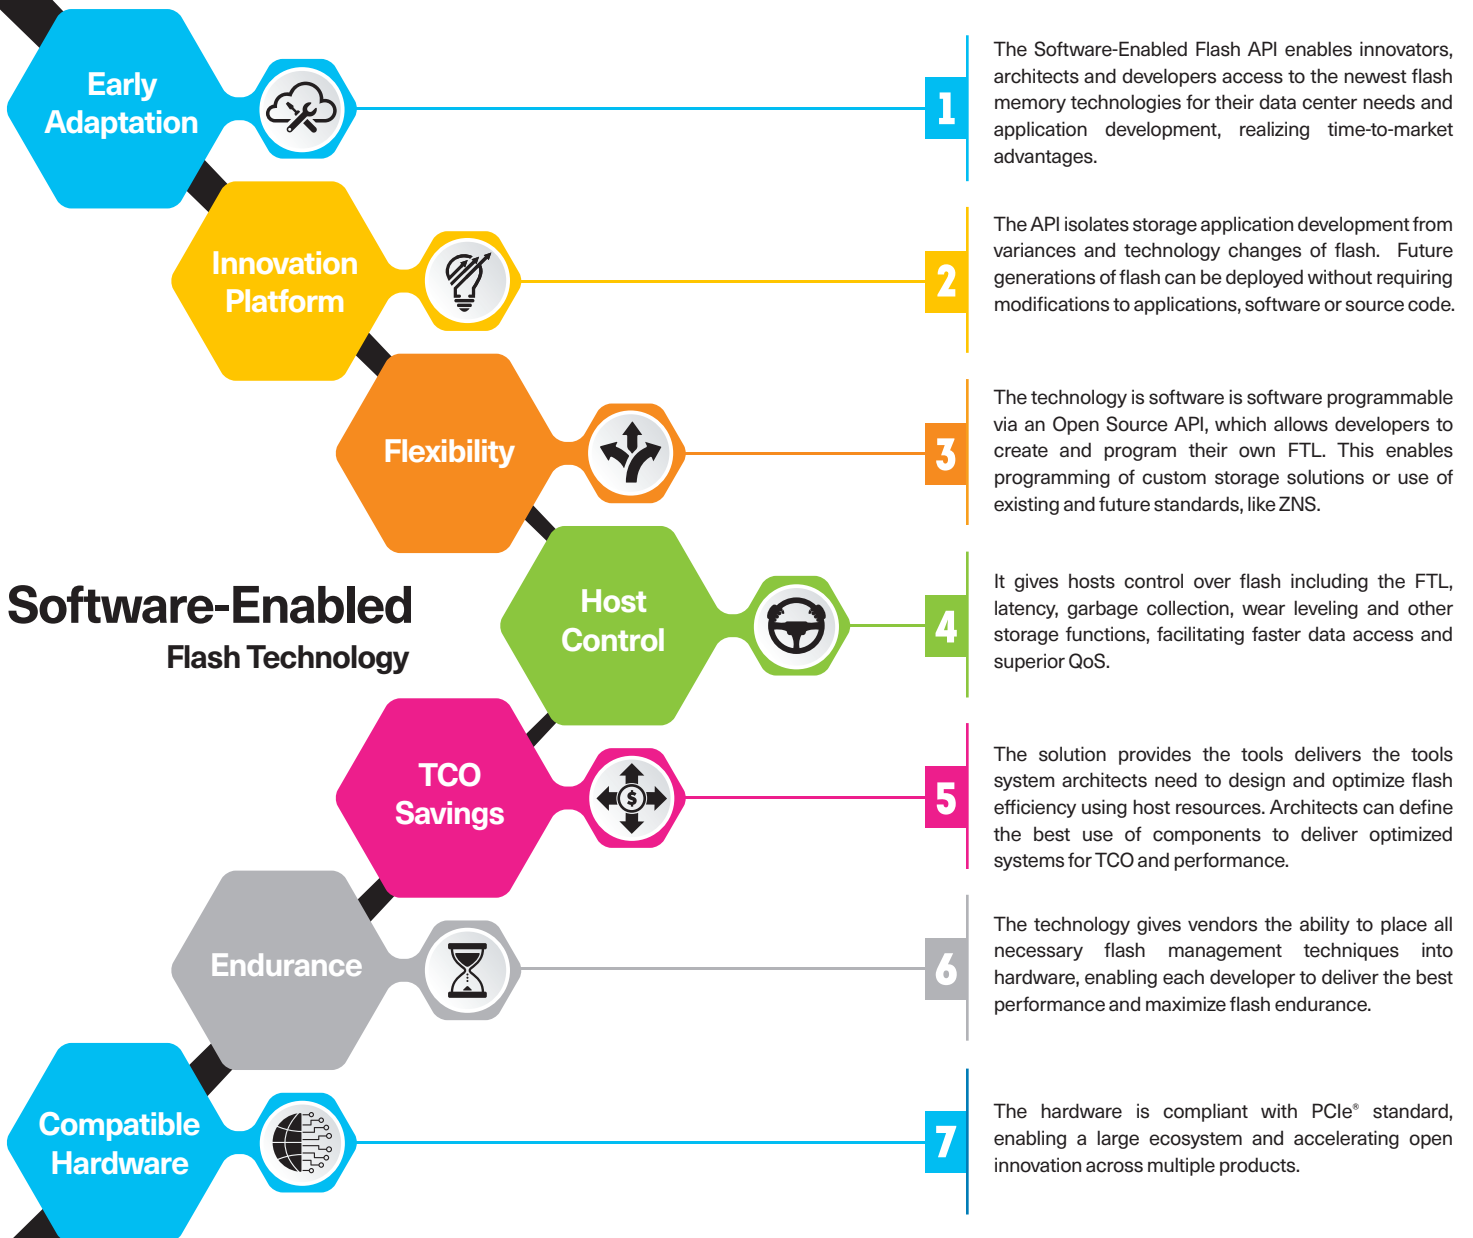 Early
Adaptation
1
The Software-Enabled Flash API enables innovators,
architects and developers access to the newest flash
memory technologies for their data center needs and
application development, realizing time-to-market
advantages.
Innovation
Platform
2
The API isolates storage application development from
variances and technology changes of flash. Future
generations of flash can be deployed without requiring
modifications to applications, software or source code.
Flexibility
3
The technology is software is software programmable
via an Open Source API, which allows developers to
create and program their own FTL. This enables
programming of custom storage solutions or use of
existing and future standards, like ZNS.
Software-Enabled
Flash Technology
Host
Control
4
It gives hosts control over flash including the FTL,
latency, garbage collection, wear leveling and other
storage functions, facilitating faster data access and
superior QoS.
TCO
Savings
$
5
The solution provides the tools delivers the tools
system architects need to design and optimize flash
efficiency using host resources. Architects can define
the best use of components to deliver optimized
systems for TCO and performance.
Endurance
6
The technology gives vendors the ability to place all
necessary flash management techniques into
hardware, enabling each developer to deliver the best
performance and maximize flash endurance.
Compatible
Hardware
7
The hardware is compliant with PCIe® standard,
enabling a large ecosystem and accelerating open
innovation across multiple products.